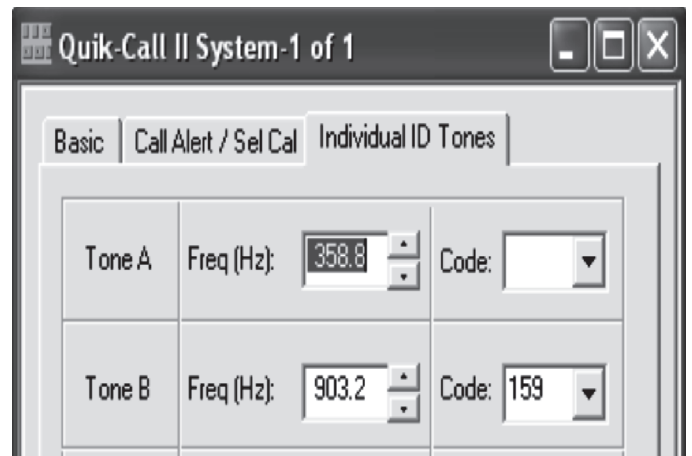 Quik-Call II System-1 of 1
Basic Call Alert / Sel Cal Individual ID Tones
Tone A Freq (Hz): 358.8 Code:
Tone B Freq (Hz): 903.2 Code: 159